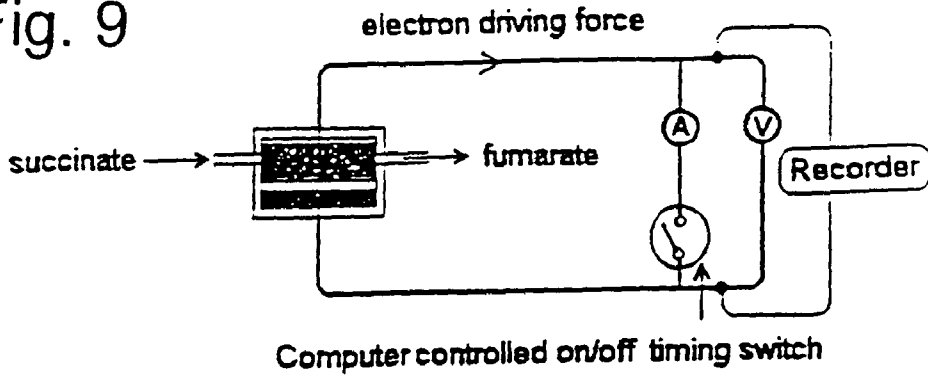 Fig. 9
electron driving force
A
V
succinate
fumarate
Recorder
Computer controlled on/off timing switch